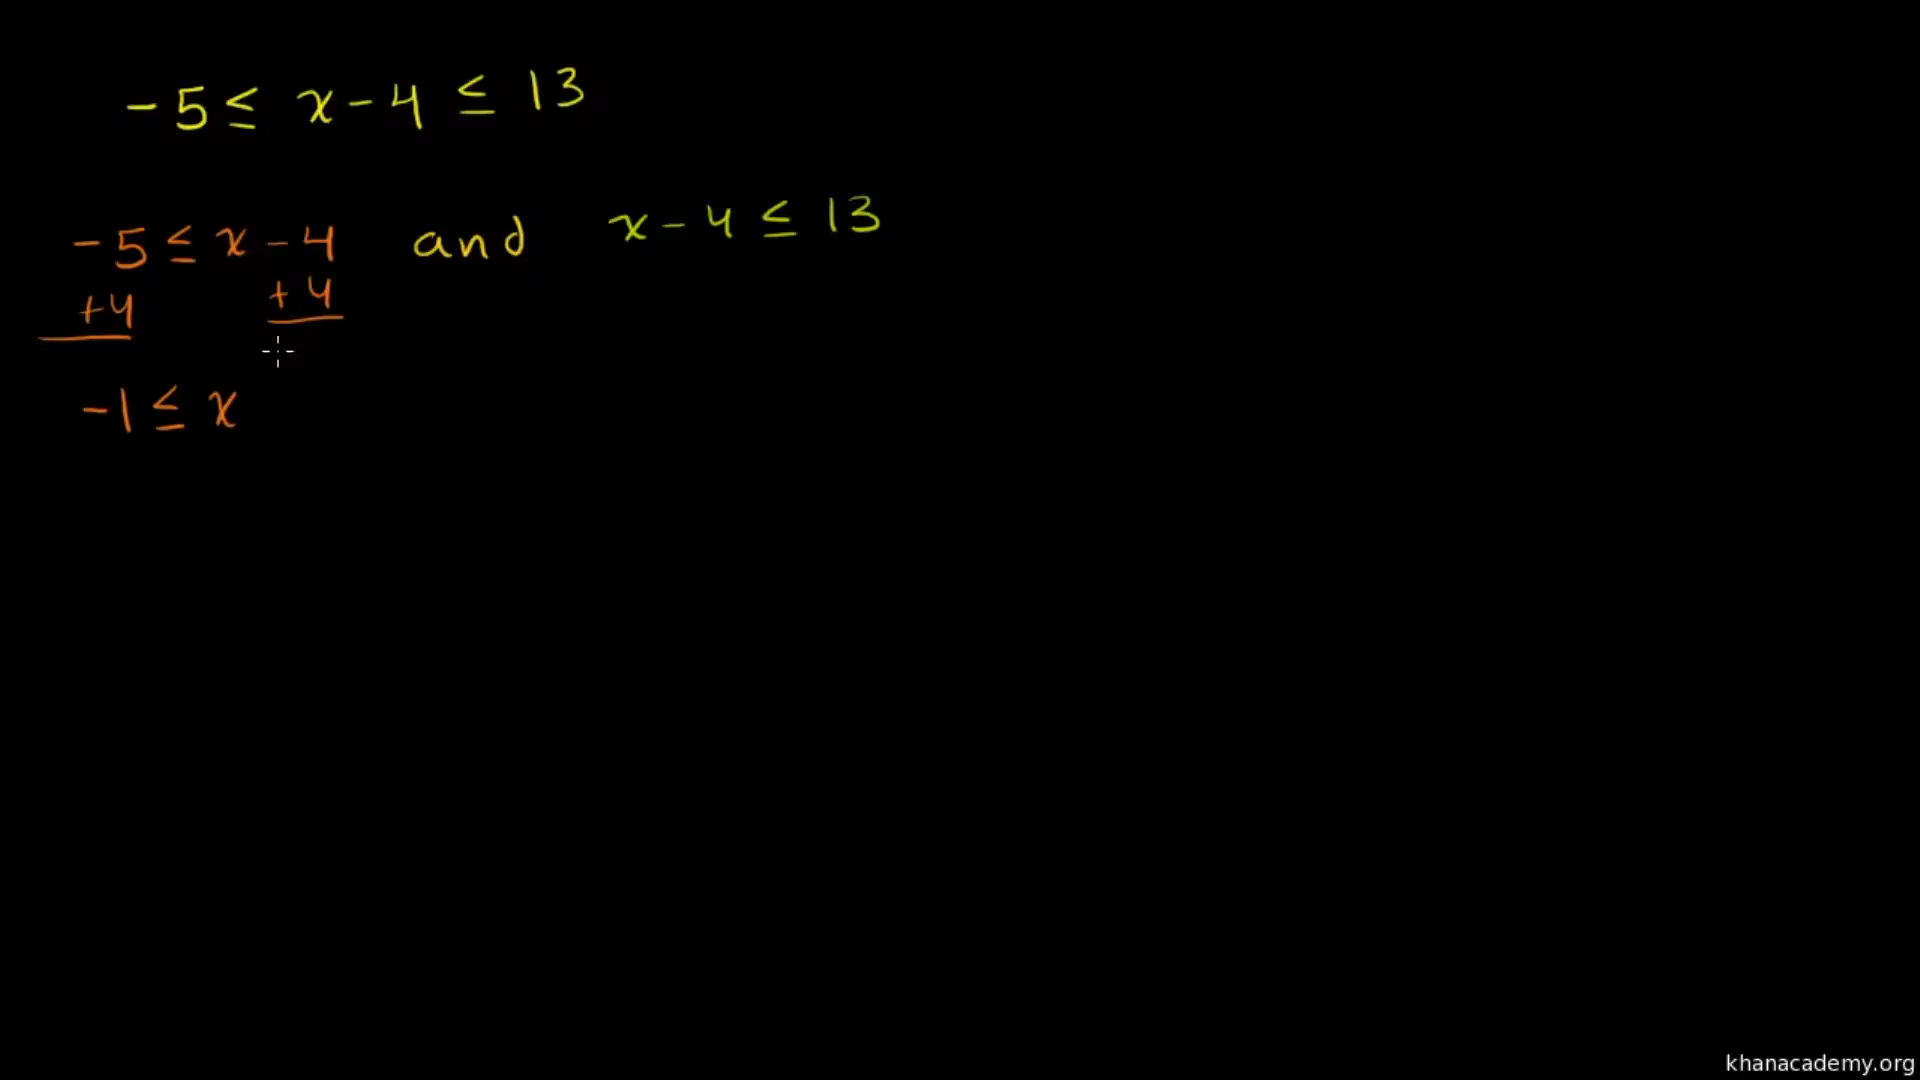 -5 ≤ x - 4 ≤ 13
-5 ≤ x - 4 and x - 4 ≤ 13
+4 +4
-1 ≤ x
khanacademy.org